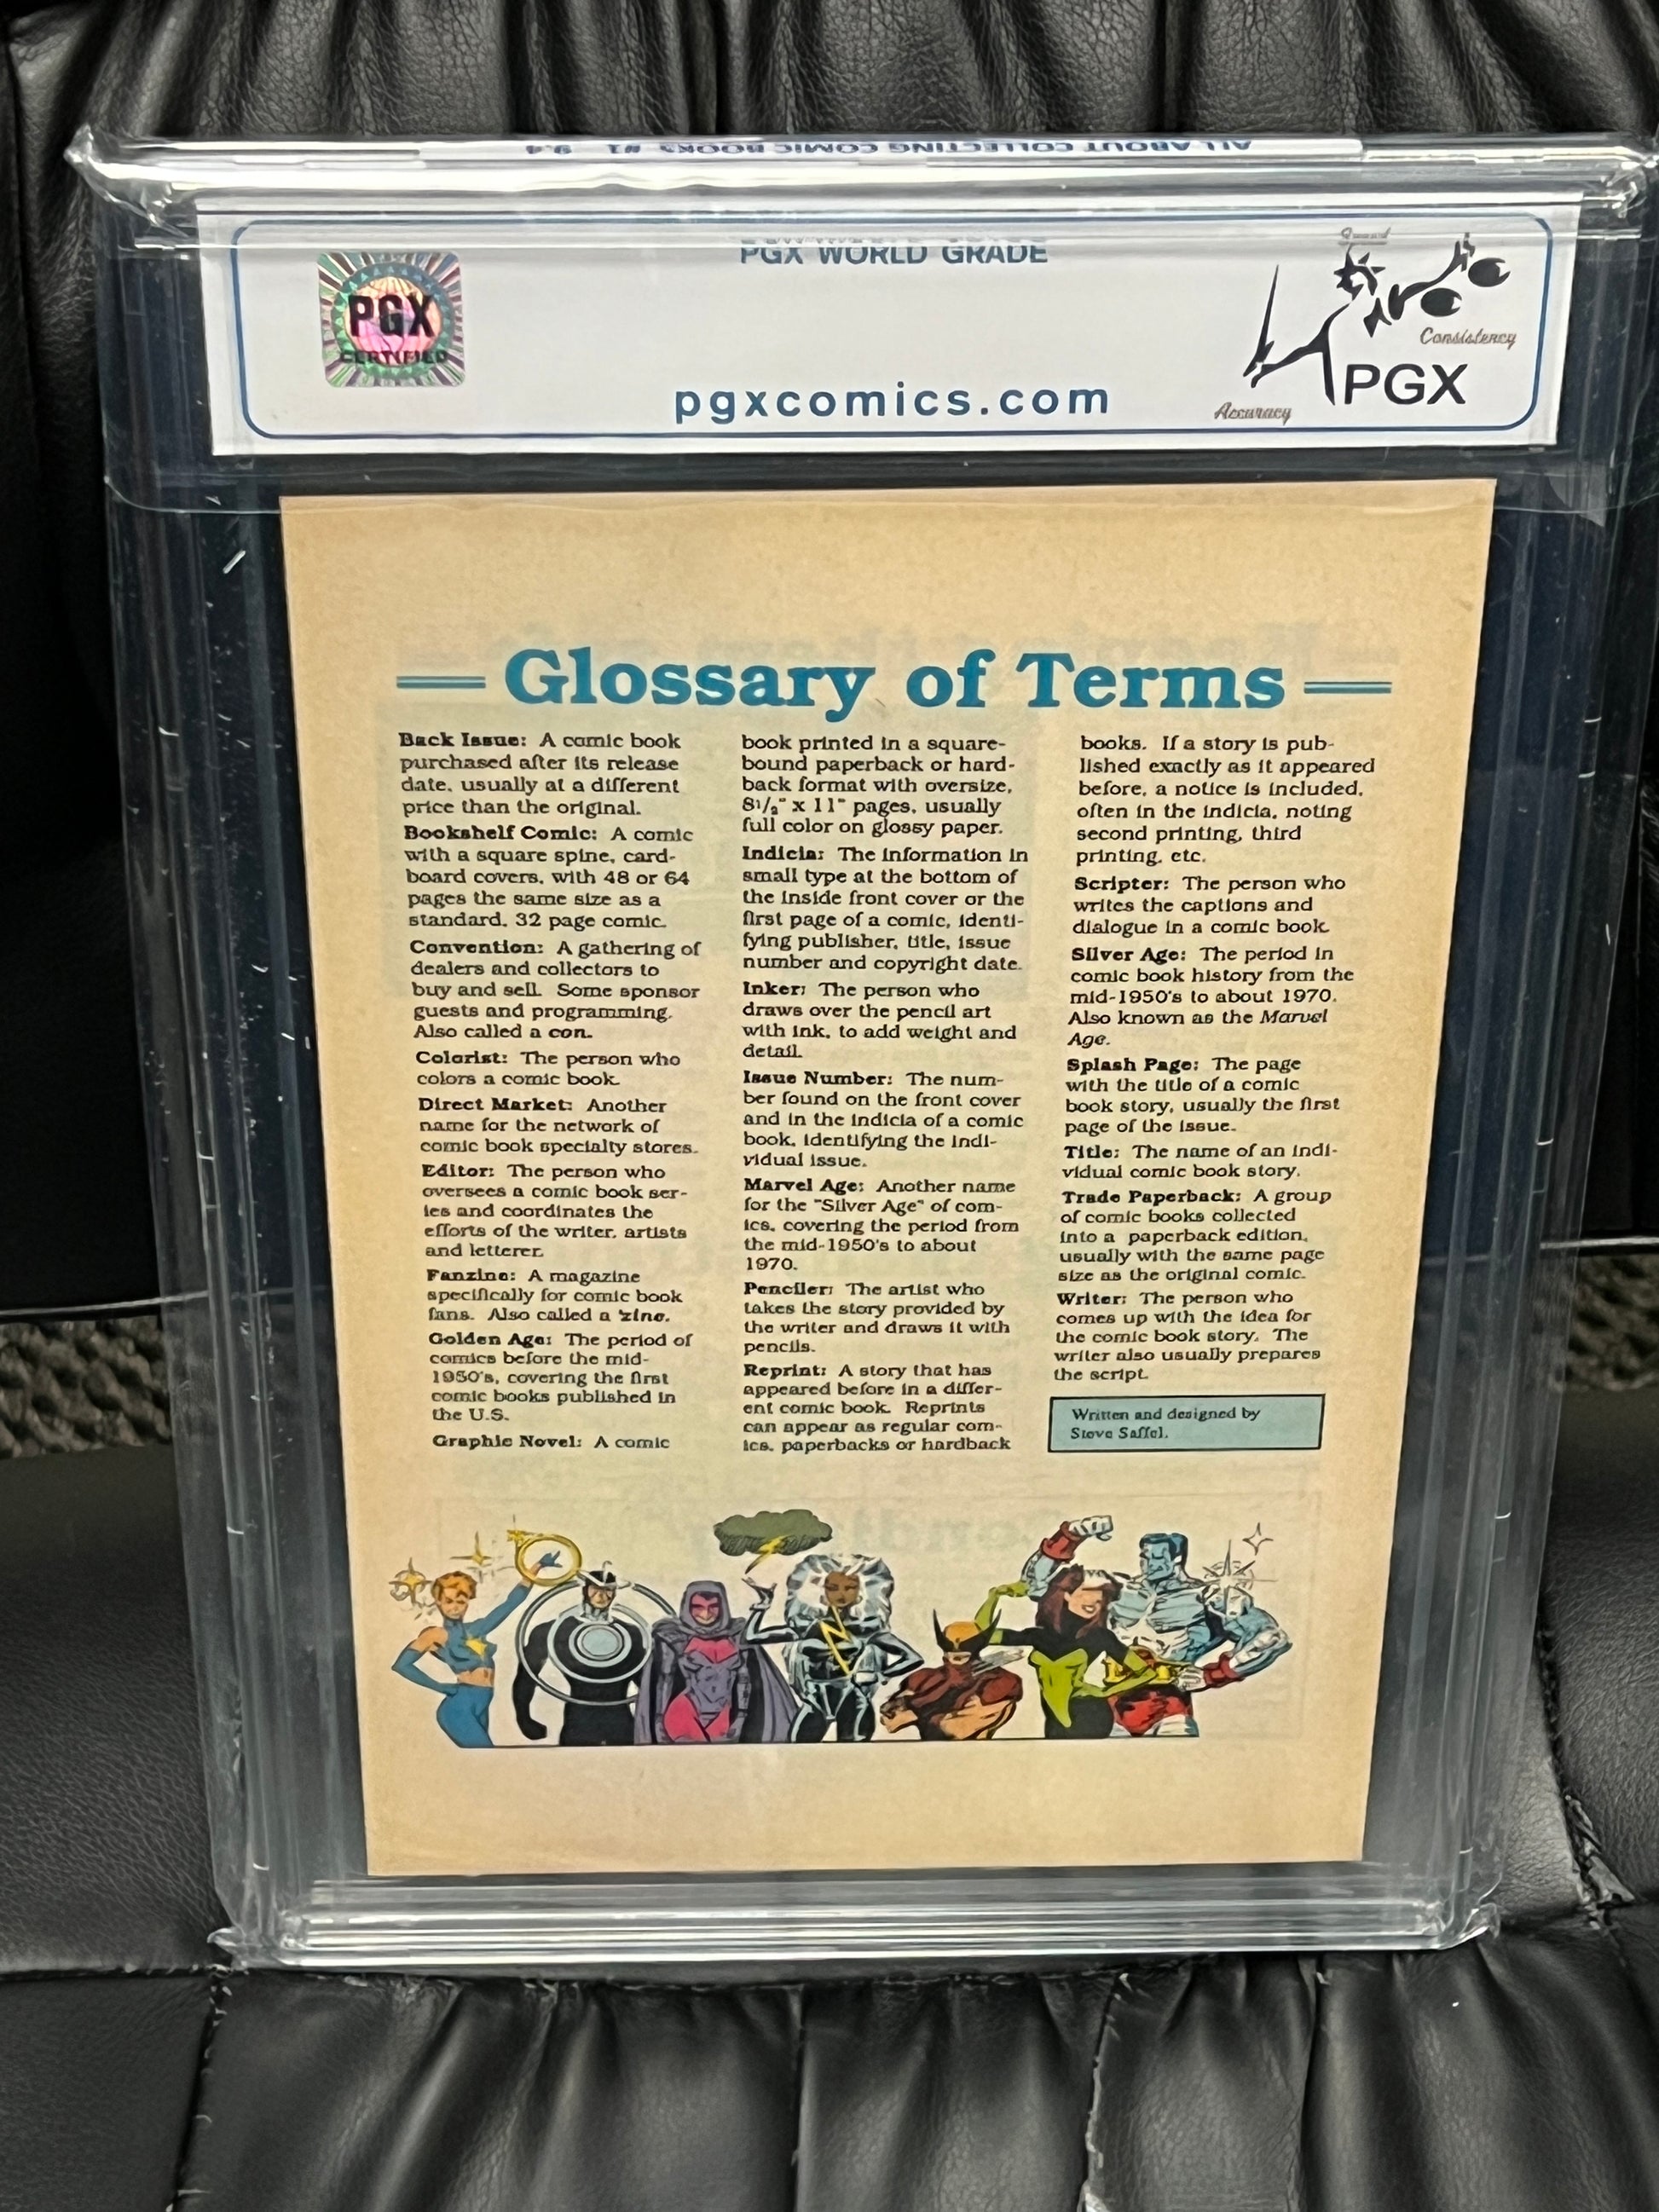 ALL ABOUT COLLECTING COMIC BOOKS #1 9.4
PGX WORLD GRADE
PGX
CERTIFIED
pgxcomics.com
Consistency
PGX
Accuracy
Glossary of Terms
Back Issue: A comic book
purchased after its release
date, usually at a different
price than the original.
Bookshelf Comic: A comic
with a square spine, card-
board covers, with 48 or 64
pages the same size as a
standard, 32 page comic.
Convention: A gathering of
dealers and collectors to
buy and sell. Some sponsor
guests and programming.
Also called a con.
Colorist: The person who
colors a comic book.
Direct Market: Another
name for the network of
comic book specialty stores.
Editor: The person who
oversees a comic book ser-
ies and coordinates the
efforts of the writer, artists
and letterer.
Fanzine: A magazine
specifically for comic book
fans. Also called a 'zine.
Golden Age: The period of
comics before the mid-
1950's, covering the first
comic books published in
the U.S.
Graphic Novel: A comic
book printed in a square-
bound paperback or hard-
back format with oversize,
8½" x 11" pages, usually
full color on glossy paper.
Indicia: The information in
small type at the bottom of
the inside front cover or the
first page of a comic, identi-
fying publisher, title, issue
number and copyright date.
Inker: The person who
draws over the pencil art
with ink, to add weight and
detail.
Issue Number: The num-
ber found on the front cover
and in the indicia of a comic
book, identifying the indi-
vidual issue.
Marvel Age: Another name
for the "Silver Age" of com-
ics, covering the period from
the mid-1950's to about
1970.
Penciler: The artist who
takes the story provided by
the writer and draws it with
pencils.
Reprint: A story that has
appeared before in a differ-
ent comic book. Reprints
can appear as regular com-
ics, paperbacks or hardback
books. If a story is pub-
lished exactly as it appeared
before, a notice is included,
often in the indicia, noting
second printing, third
printing, etc.
Scripter: The person who
writes the captions and
dialogue in a comic book.
Silver Age: The period in
comic book history from the
mid-1950's to about 1970.
Also known as the Marvel
Age.
Splash Page: The page
with the title of a comic
book story, usually the first
page of the issue.
Title: The name of an indi-
vidual comic book story.
Trade Paperback: A group
of comic books collected
into a paperback edition,
usually with the same page
size as the original comic.
Writer: The person who
comes up with the idea for
the comic book story. The
writer also usually prepares
the script.
Written and designed by
Steve Saffel.